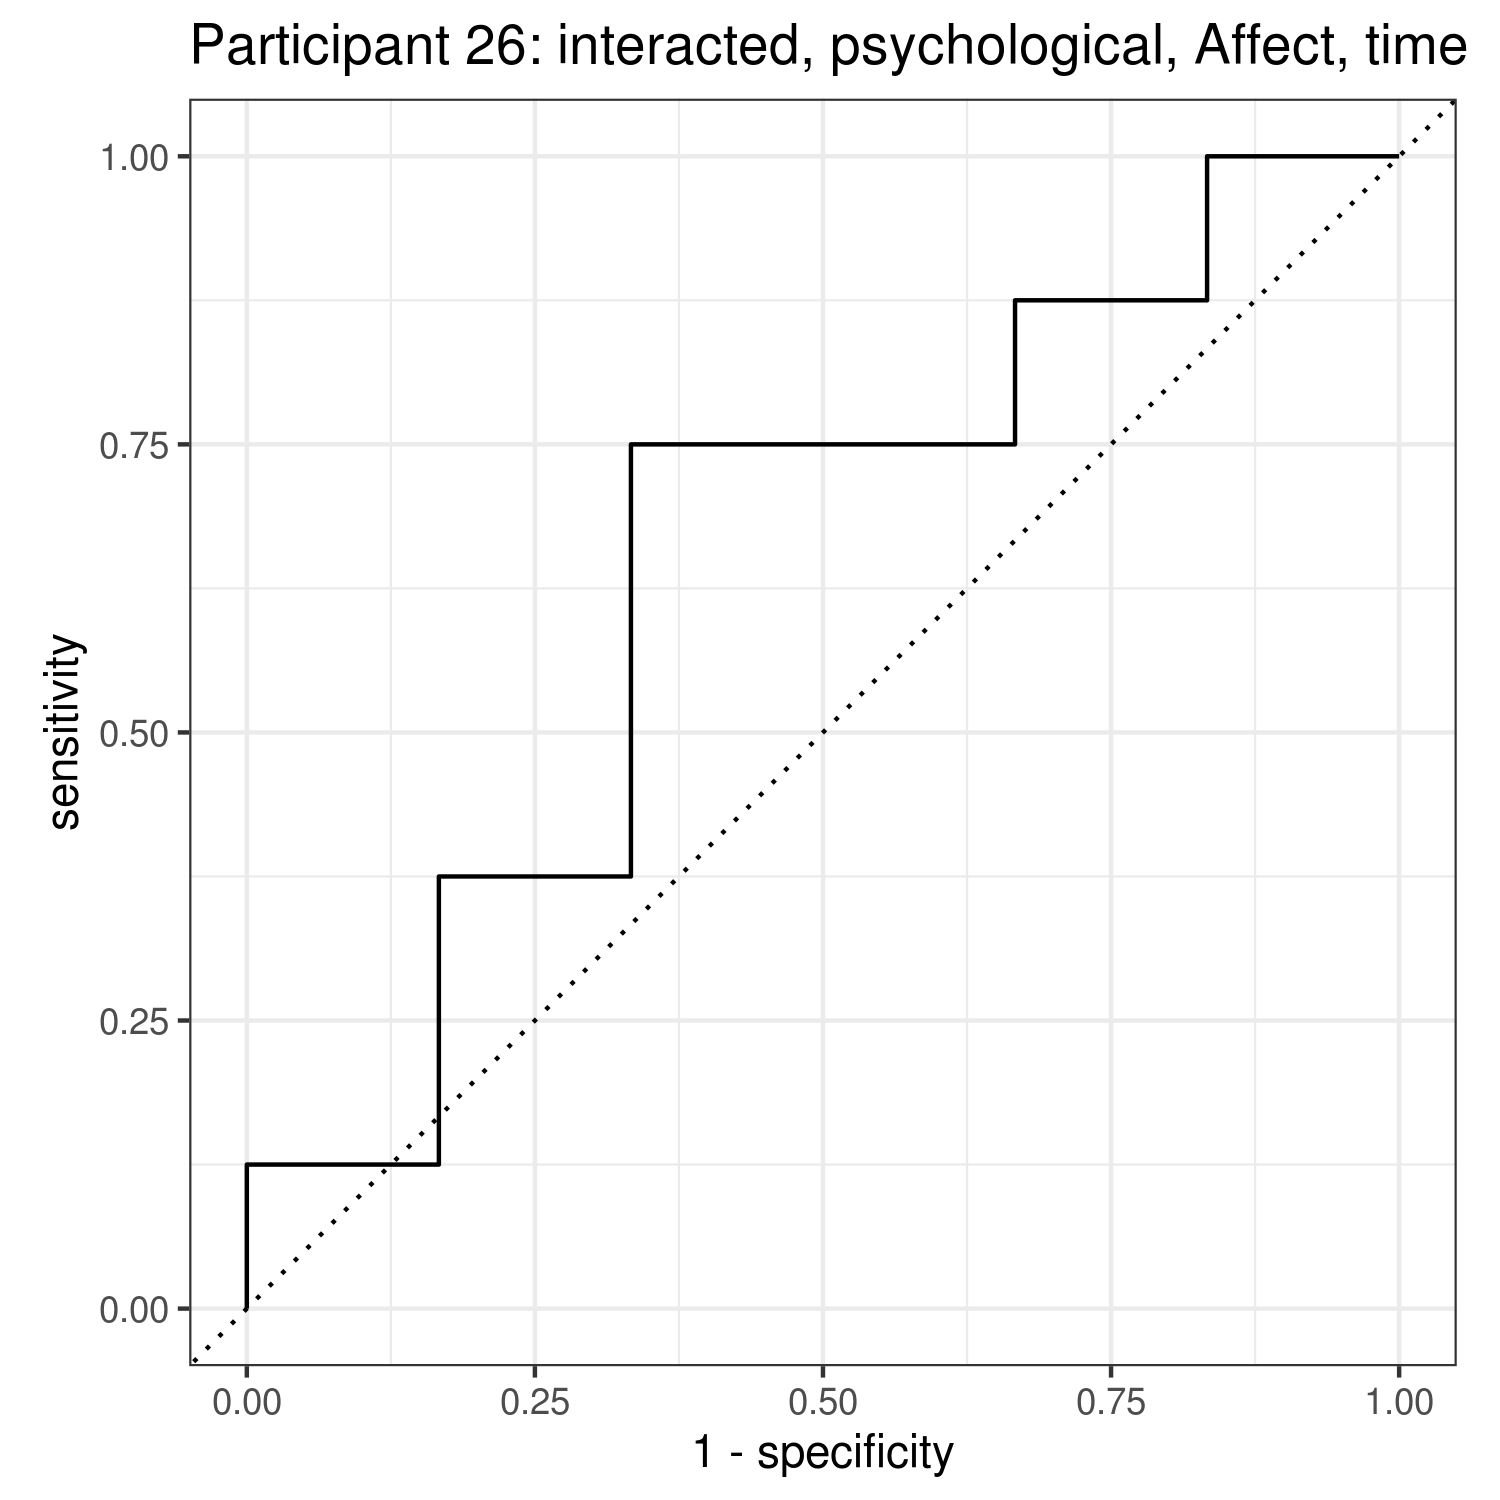 Participant 26: interacted, psychological, Affect, time
1.00
0.75
0.50
0.25
0.00
sensitivity
0.00 0.25 0.50 0.75 1.00
1 - specificity